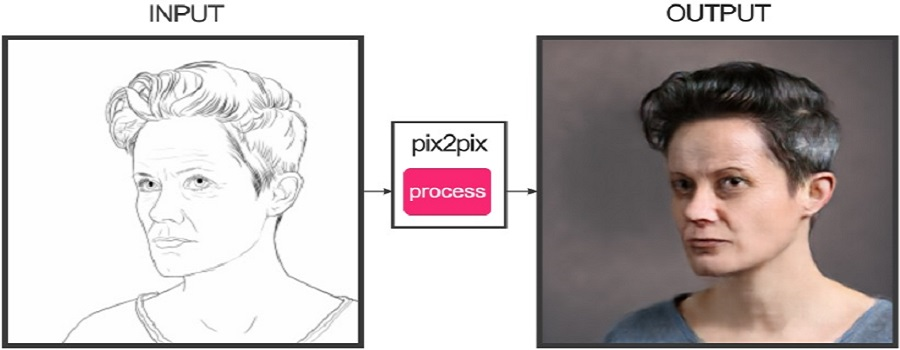 INPUT
OUTPUT
pix2pix
process